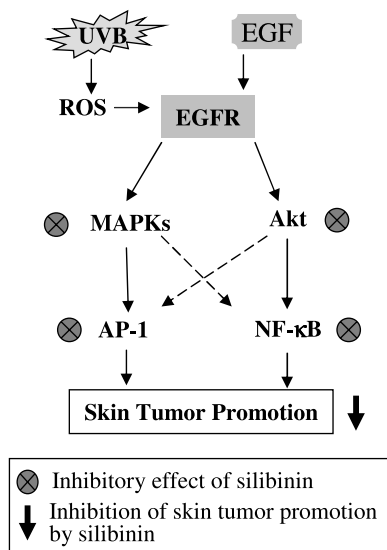 UVB
EGF
ROS
EGFR
MAPKs
Akt
AP-1
NF-κB
Skin Tumor Promotion
Inhibitory effect of silibinin
Inhibition of skin tumor promotion
by silibinin